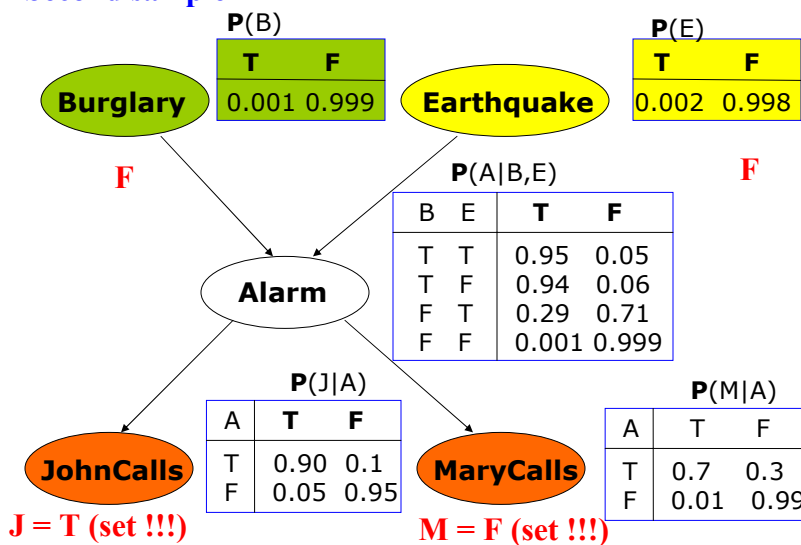 P(B)
T F
0.001 0.999
Burglary
F
P(E)
T F
0.002 0.998
Earthquake
F
P(A|B,E)
B E T F
T T 0.95 0.05
T F 0.94 0.06
F T 0.29 0.71
F F 0.001 0.999
Alarm
P(J|A)
A T F
T 0.90 0.1
F 0.05 0.95
JohnCalls
J = T (set !!!)
P(M|A)
A T F
T 0.7 0.3
F 0.01 0.99
MaryCalls
M = F (set !!!)